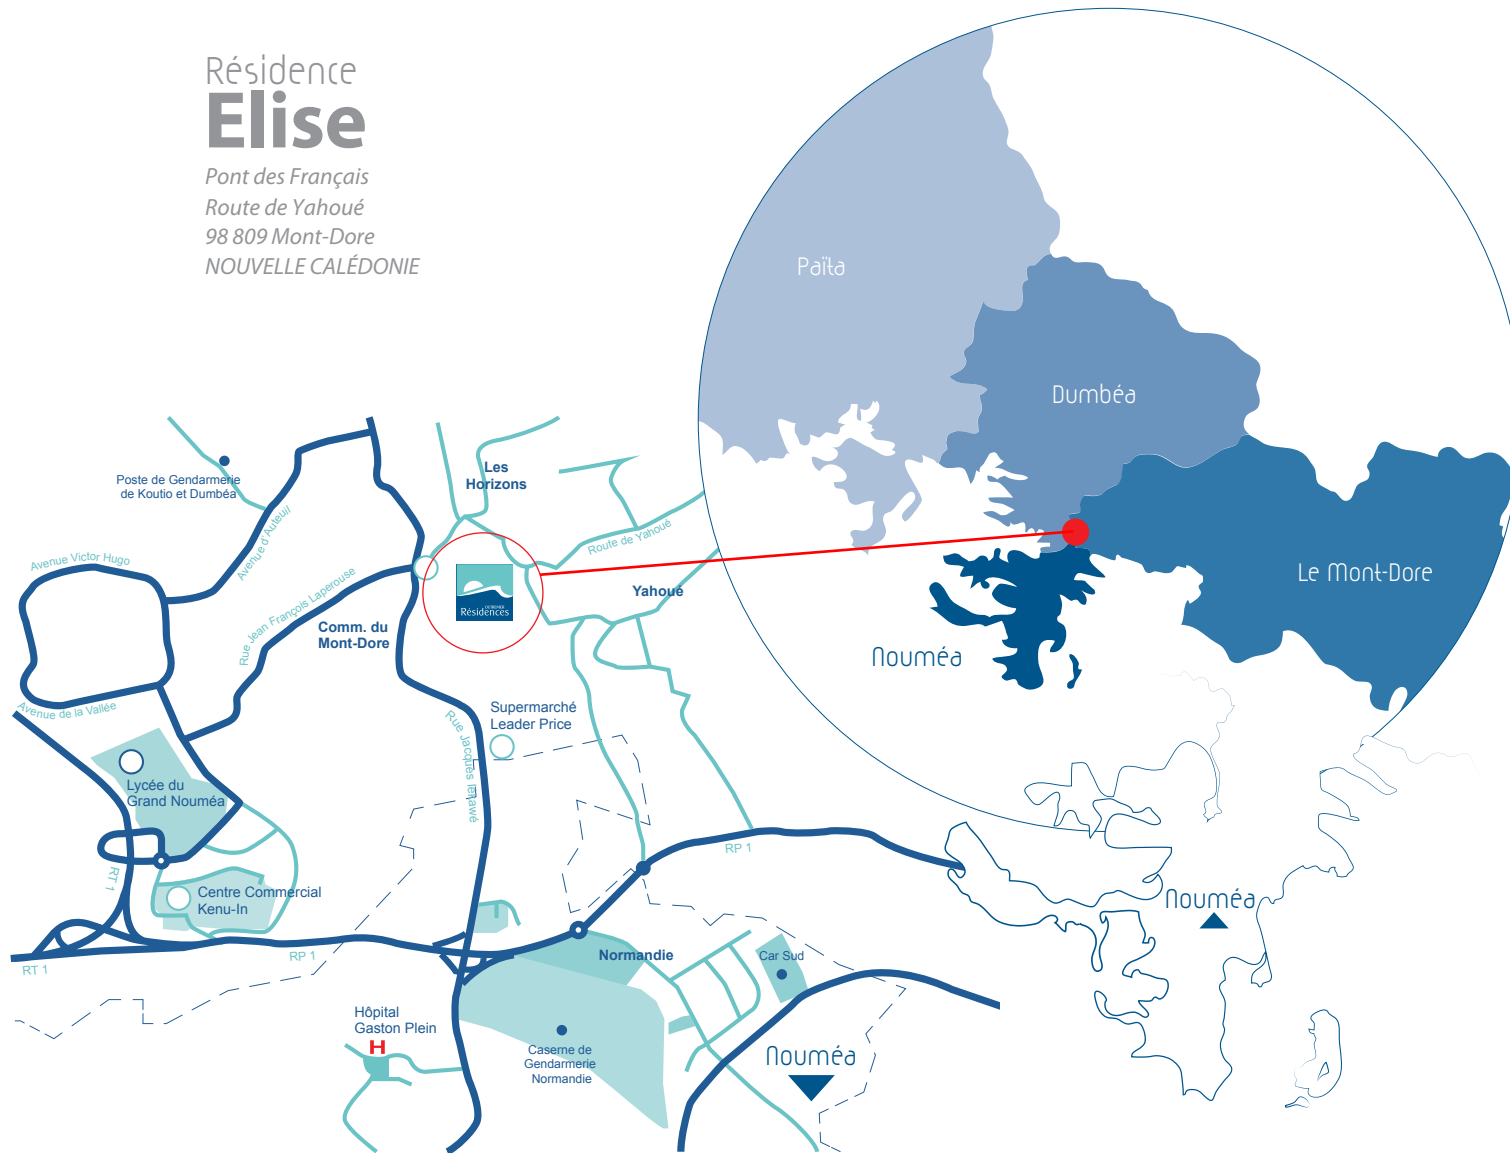 Résidence
Elise
Pont des Français
Route de Yahoué
98 809 Mont-Dore
NOUVELLE CALÉDONIE
Païta
Dumbéa
Le Mont-Dore
Nouméa
Les
Horizons
Poste de Gendarmerie
de Koutio et Dumbéa
Avenue d'Auteuil
Route de Yahoué
Avenue Victor Hugo
Rue Jean François Laperouse
Yahoué
Résidences
Comm. du
Mont-Dore
Avenue de la Vallée
Supermarché
Leader Price
Rue Jacques Iekawé
Lycée du
Grand Nouméa
RP 1
RT 1
Centre Commercial
Kenu-In
Nouméa
RT 1
RP 1
Normandie
Car Sud
Hôpital
Gaston Plein
H
Caserne de
Gendarmerie
Normandie
Nouméa